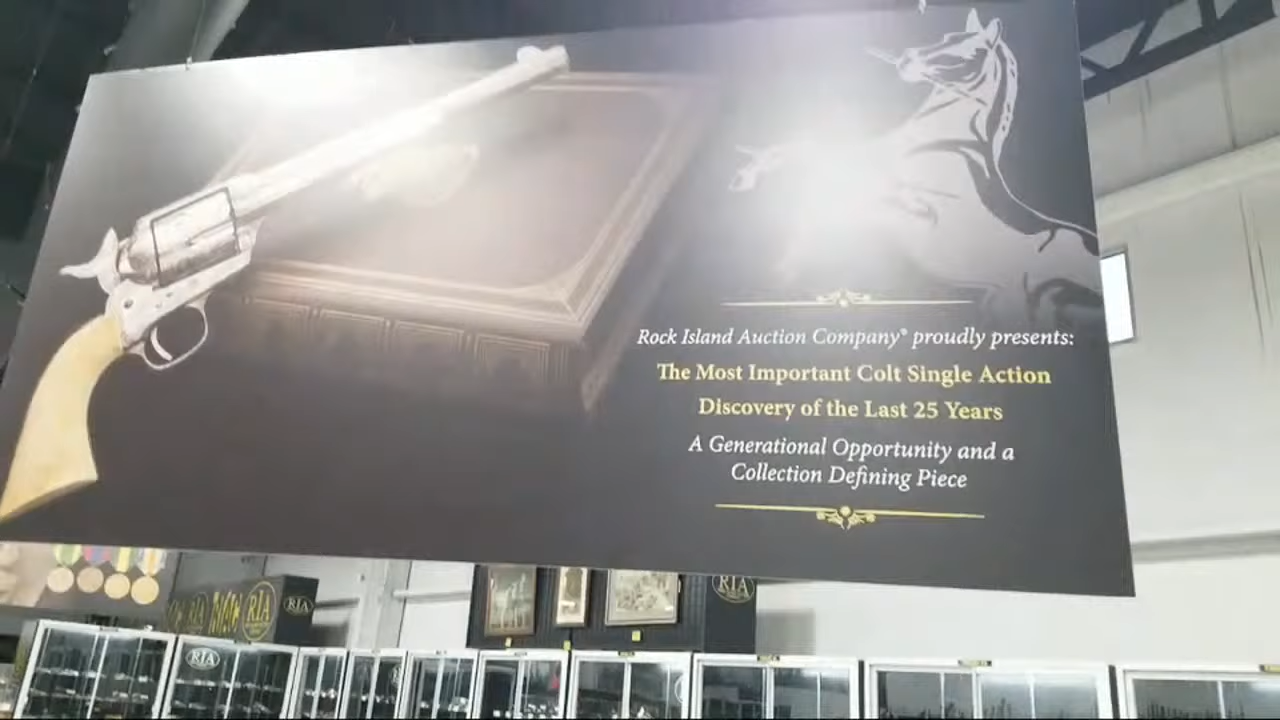 Rock Island Auction Company® proudly presents:
The Most Important Colt Single Action
Discovery of the Last 25 Years
A Generational Opportunity and a
Collection Defining Piece
RIA
RIA
RIA
RIA
RIA